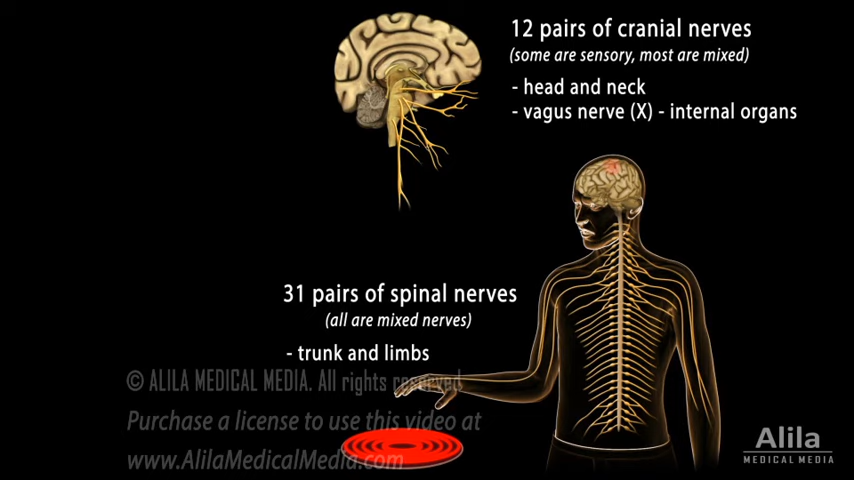 12 pairs of cranial nerves
(some are sensory, most are mixed)
- head and neck
- vagus nerve (X) - internal organs
31 pairs of spinal nerves
(all are mixed nerves)
- trunk and limbs
© ALILA MEDICAL MEDIA. All rights reserved.
Purchase a license to use this video at
www.AlilaMedicalMedia.com
Alila
MEDICAL MEDIA